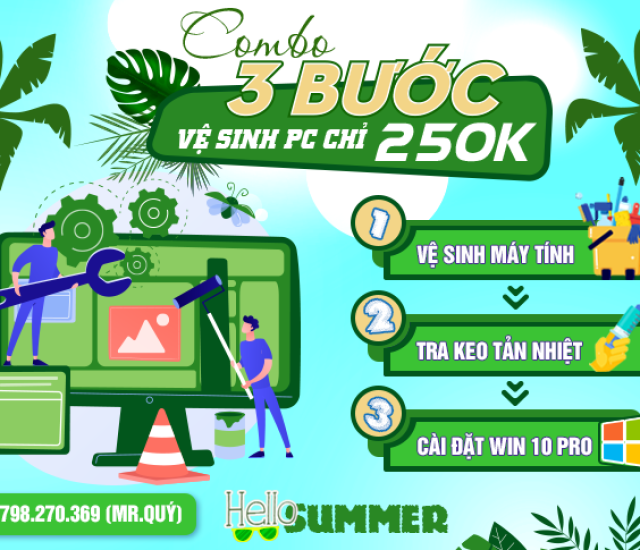 Combo
3 BƯỚC
VỆ SINH PC CHỈ 250K
1
VỆ SINH MÁY TÍNH
2
TRA KEO TẢN NHIỆT
3
CÀI ĐẶT WIN 10 PRO
798.270.369 (MR.QUÝ)
Hello SUMMER